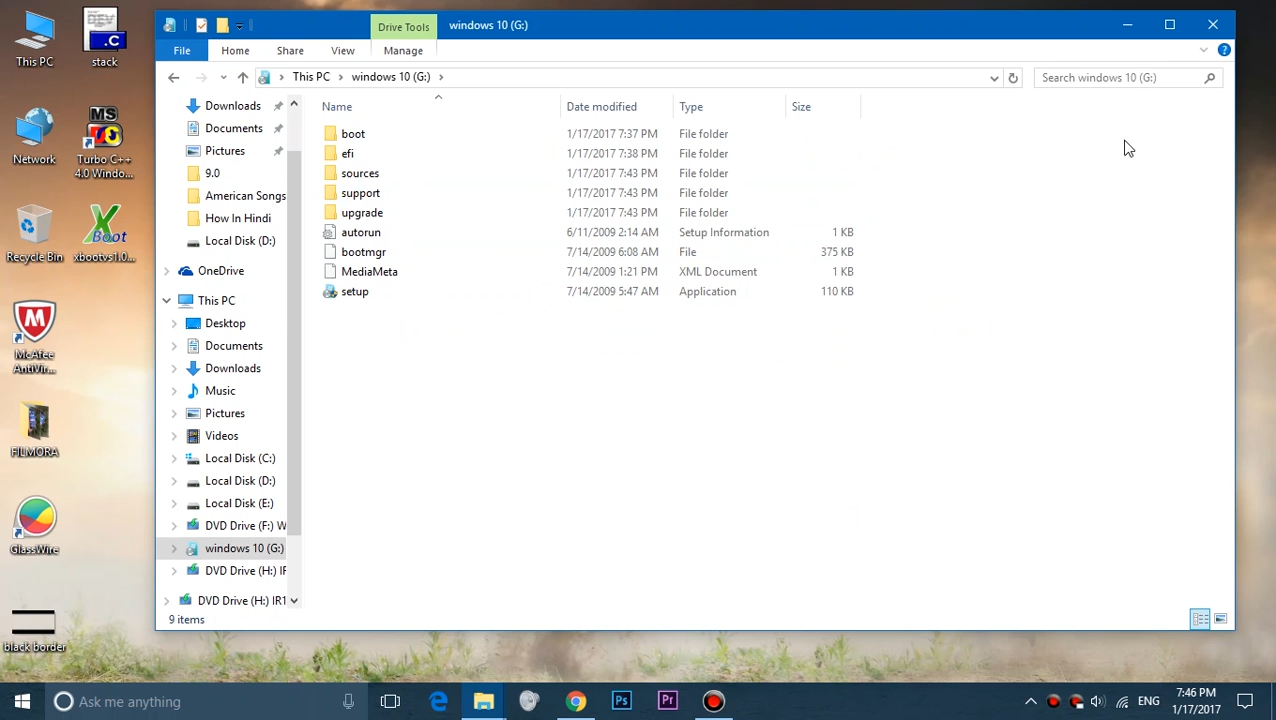 This PC
stack
Network
Turbo C++
4.0 Windo...
Recycle Bin
xbootvs1.0...
McAfee
AntiVir...
FILMORA
GlassWire
black border
DEV
.C
MS
Boot
Drive Tools
windows 10 (G:)
File
Home
Share
View
Manage
This PC
windows 10 (G:)
Search windows 10 (G:)
Downloads
Documents
Pictures
9.0
American Songs
How In Hindi
Local Disk (D:)
OneDrive
This PC
Desktop
Documents
Downloads
Music
Pictures
Videos
Local Disk (C:)
Local Disk (D:)
Local Disk (E:)
DVD Drive (F:) W
windows 10 (G:)
DVD Drive (H:) IR
DVD Drive (H:) IR1
Name Date modified Type Size
boot 1/17/2017 7:37 PM File folder
efi 1/17/2017 7:38 PM File folder
sources 1/17/2017 7:43 PM File folder
support 1/17/2017 7:43 PM File folder
upgrade 1/17/2017 7:43 PM File folder
autorun 6/11/2009 2:14 AM Setup Information 1 KB
bootmgr 7/14/2009 6:08 AM File 375 KB
MediaMeta 7/14/2009 1:21 PM XML Document 1 KB
setup 7/14/2009 5:47 AM Application 110 KB
9 items
Ask me anything
Ps
Pr
ENG
7:46 PM
1/17/2017